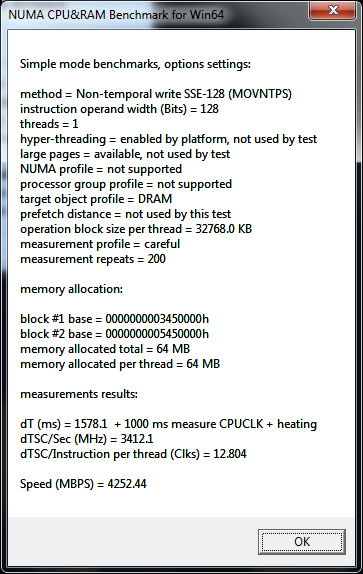 NUMA CPU&RAM Benchmark for Win64
Simple mode benchmarks, options settings:
method = Non-temporal write SSE-128 (MOVNTPS)
instruction operand width (Bits) = 128
threads = 1
hyper-threading = enabled by platform, not used by test
large pages = available, not used by test
NUMA profile = not supported
processor group profile = not supported
target object profile = DRAM
prefetch distance = not used by this test
operation block size per thread = 32768.0 KB
measurement profile = careful
measurement repeats = 200
memory allocation:
block #1 base = 0000000003450000h
block #2 base = 0000000005450000h
memory allocated total = 64 MB
memory allocated per thread = 64 MB
measurements results:
dT (ms) = 1578.1  + 1000 ms measure CPUCLK + heating
dTSC/Sec (MHz) = 3412.1
dTSC/Instruction per thread (Clks) = 12.804
Speed (MBPS) = 4252.44
OK